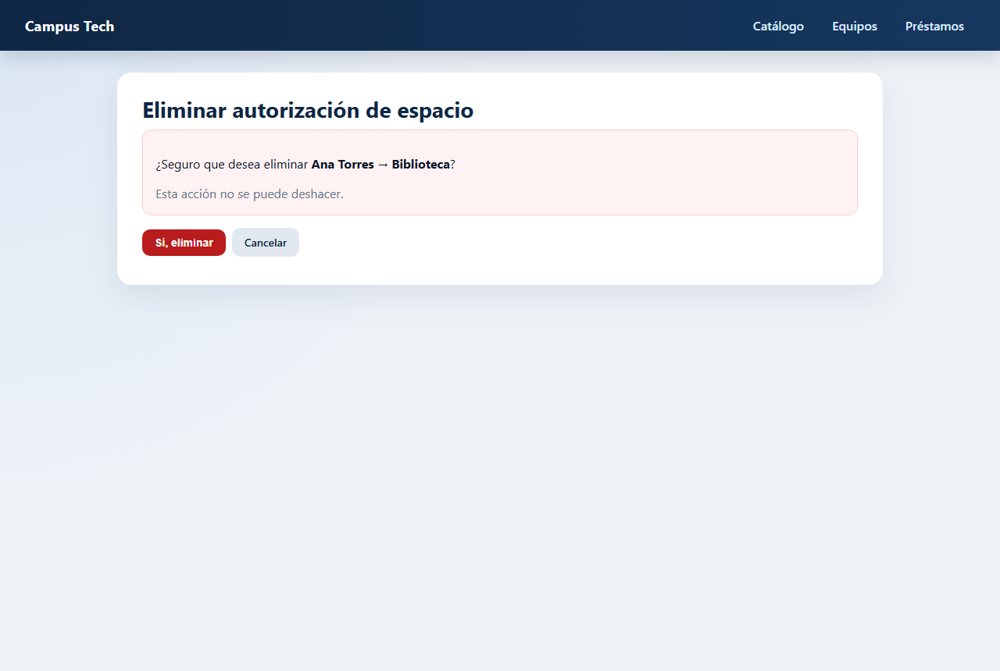 Campus Tech
Catálogo
Equipos
Préstamos
Eliminar autorización de espacio
¿Seguro que desea eliminar Ana Torres → Biblioteca?
Esta acción no se puede deshacer.
Sí, eliminar
Cancelar